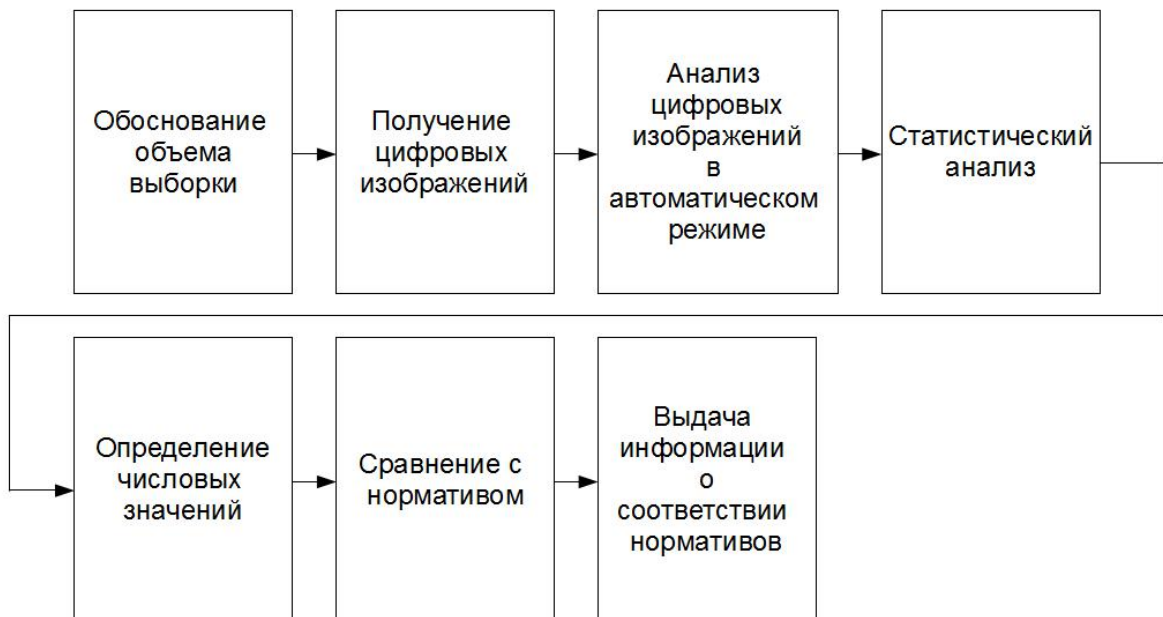 Обоснование
объема
выборки
Получение
цифровых
изображений
Анализ
цифровых
изображений
в
автоматическом
режиме
Статистический
анализ
Определение
числовых
значений
Сравнение с
нормативом
Выдача
информации
о
соответствии
нормативов